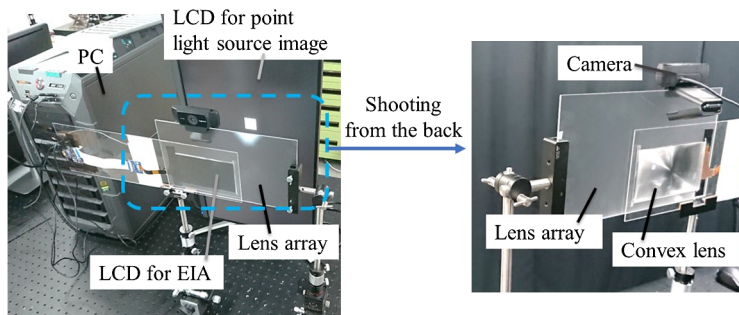 LCD for point
light source image
PC
Lens array
LCD for EIA
Shooting
from the back
Camera
Lens array
Convex lens